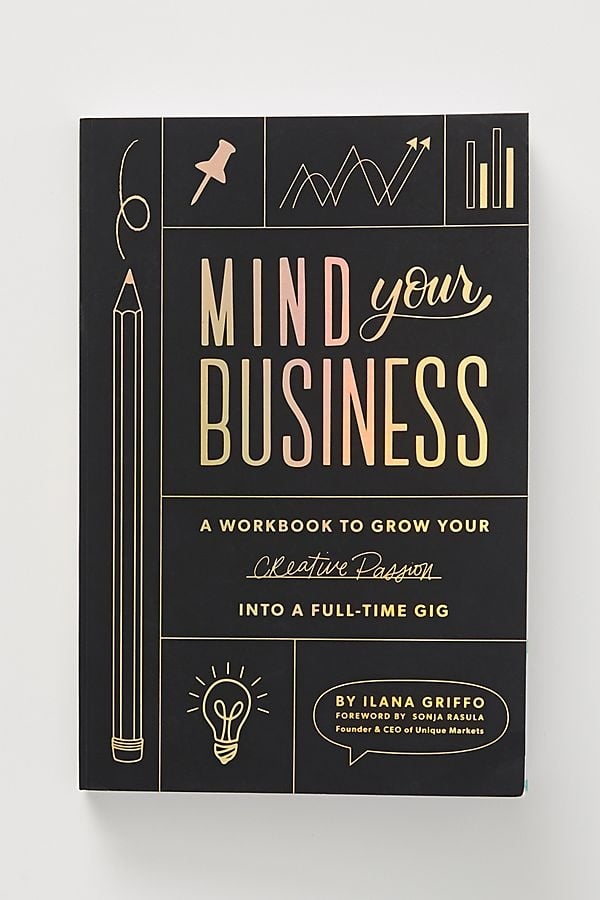 MIND your
BUSINESS
A WORKBOOK TO GROW YOUR
Creative Passion
INTO A FULL-TIME GIG
BY ILANA GRIFFO
FOREWORD BY SONJA RASULA
Founder & CEO of Unique Markets